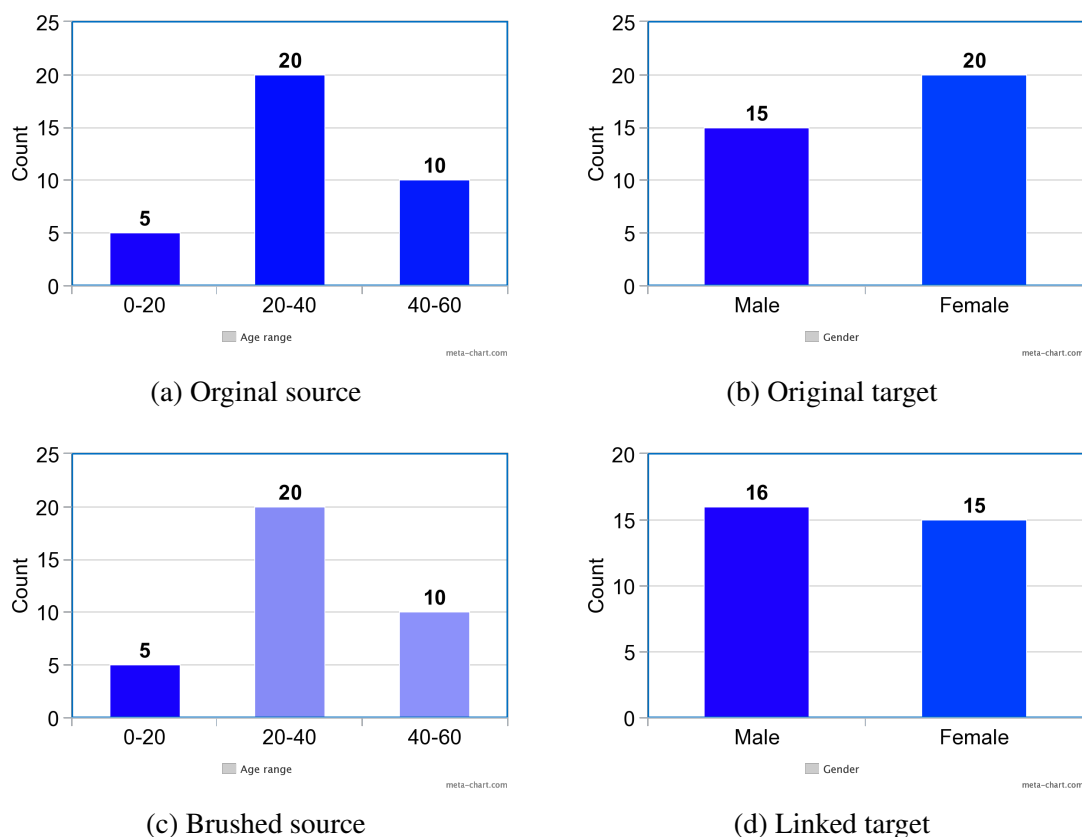 25
20
15
10
5
0
Count
5
20
10
0-20 20-40 40-60
Age range
meta-chart.com
(a) Orginal source
25
20
15
10
5
0
Count
15
20
Male Female
Gender
meta-chart.com
(b) Original target
25
20
15
10
5
0
Count
5
20
10
0-20 20-40 40-60
Age range
meta-chart.com
(c) Brushed source
20
15
10
5
0
Count
16
15
Male Female
Gender
meta-chart.com
(d) Linked target